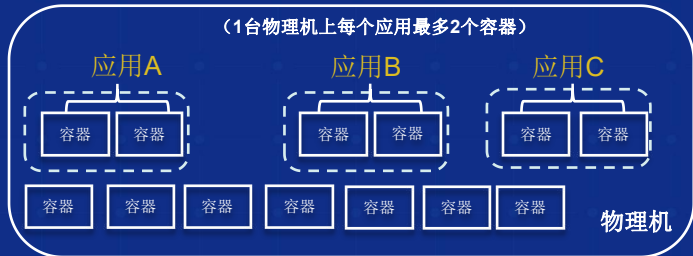 （1台物理机上每个应用最多2个容器）
应用A 应用B 应用C
容器 容器 容器 容器 容器 容器
容器 容器 容器 容器 容器 容器 容器
物理机